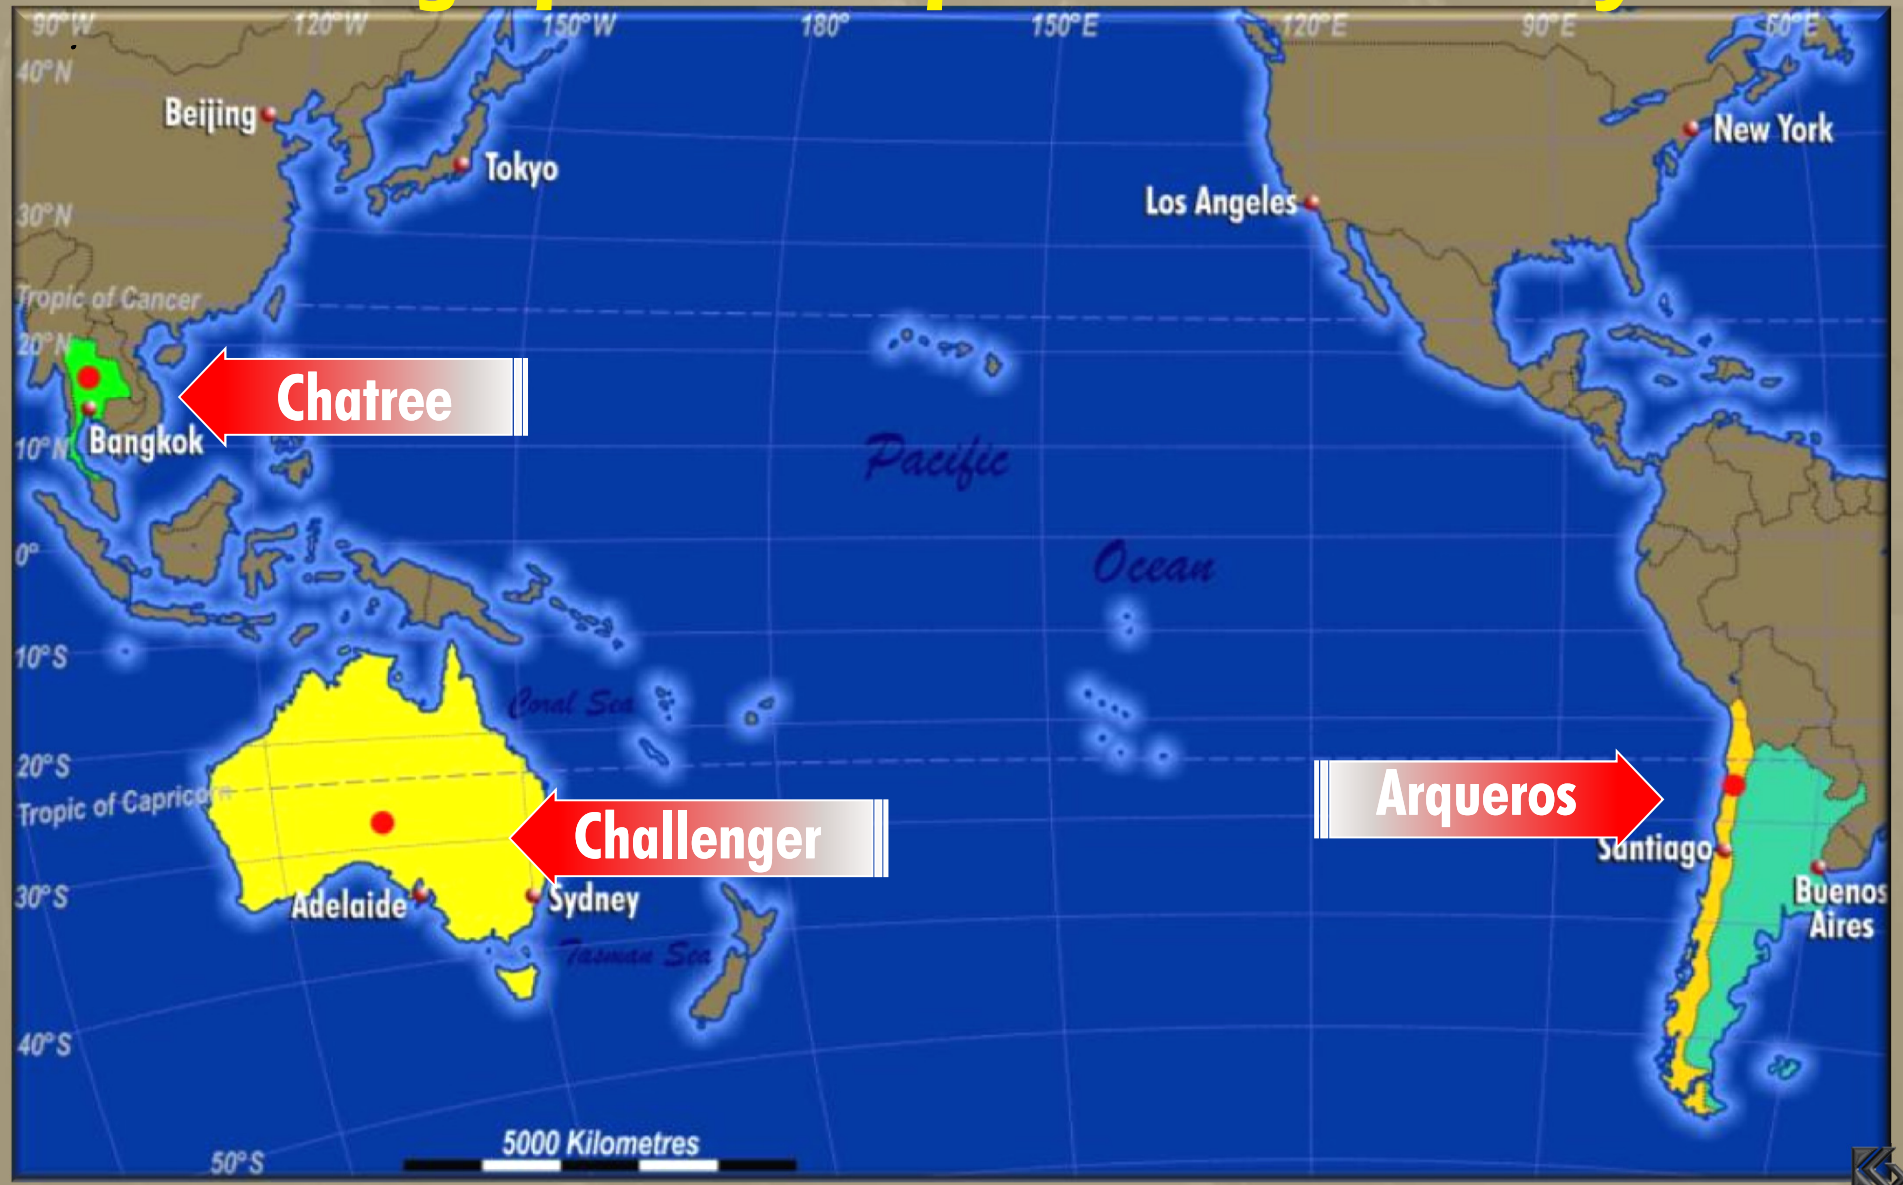 90°W 120°W 150°W 180° 150°E 120°E 90°E 60°E
40°N
Beijing
New York
Tokyo
Los Angeles
30°N
Tropic of Cancer
20°N
Chatree
Bangkok
10°N
Pacific
Ocean
0°
10°S
Coral Sea
20°S
Tropic of Capricorn
Arqueros
Challenger
Santiago
30°S
Adelaide
Sydney
Buenos
Aires
Tasman Sea
40°S
5000 Kilometres
50°S